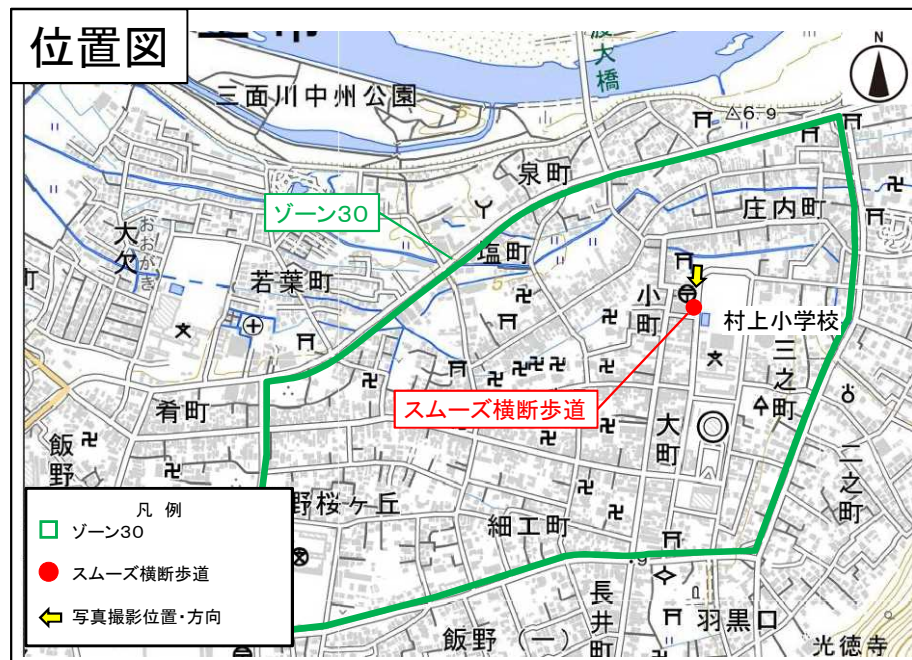 位置図
三面川中州公園
渡大橋
N
6.9
泉町
庄内町
ゾーン30
塩町
大欠
おおがき
若葉町
小町
村上小学校
三之町
スムーズ横断歩道
肴町
大町
二之町
飯野
野桜ヶ丘
細工町
凡 例
ゾーン30
スムーズ横断歩道
写真撮影位置・方向
長井町
羽黒口
飯野(一)
光徳寺